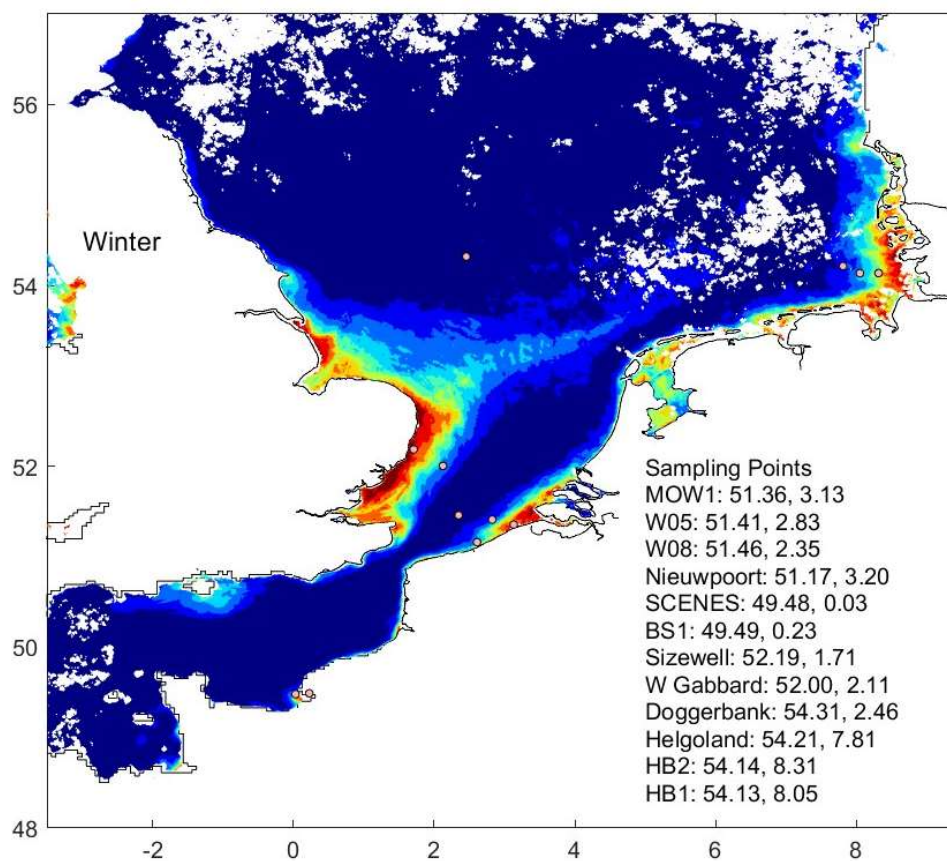 56
Winter
54
52
50
48
Sampling Points
MOW1: 51.36, 3.13
W05: 51.41, 2.83
W08: 51.46, 2.35
Nieuwpoort: 51.17, 3.20
SCENES: 49.48, 0.03
BS1: 49.49, 0.23
Sizewell: 52.19, 1.71
W Gabbard: 52.00, 2.11
Doggerbank: 54.31, 2.46
Helgoland: 54.21, 7.81
HB2: 54.14, 8.31
HB1: 54.13, 8.05
-2 0 2 4 6 8